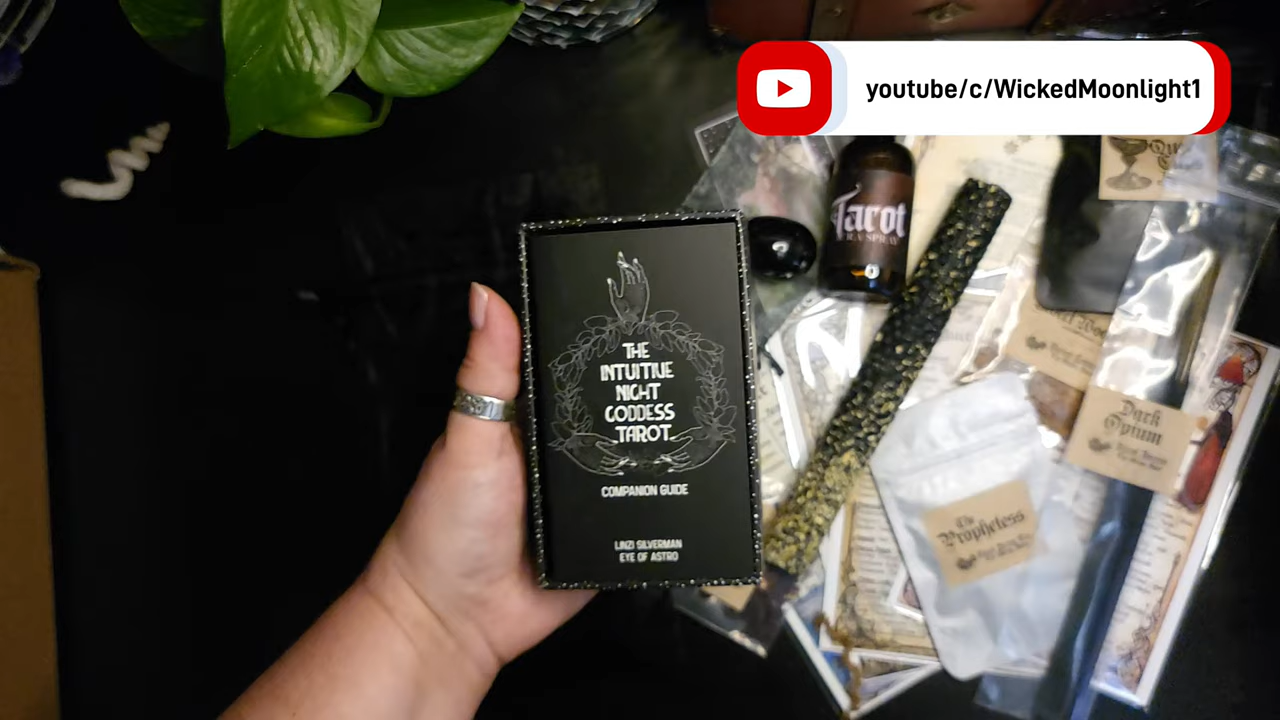 youtube/c/WickedMoonlight1
Tarot
SPRAY
THE
INTUITIVE
NIGHT
GODDESS
TAROT
COMPANION GUIDE
LINZI SILVERMAN
EYE OF ASTRO
Dark
Opium
The
Prophetess